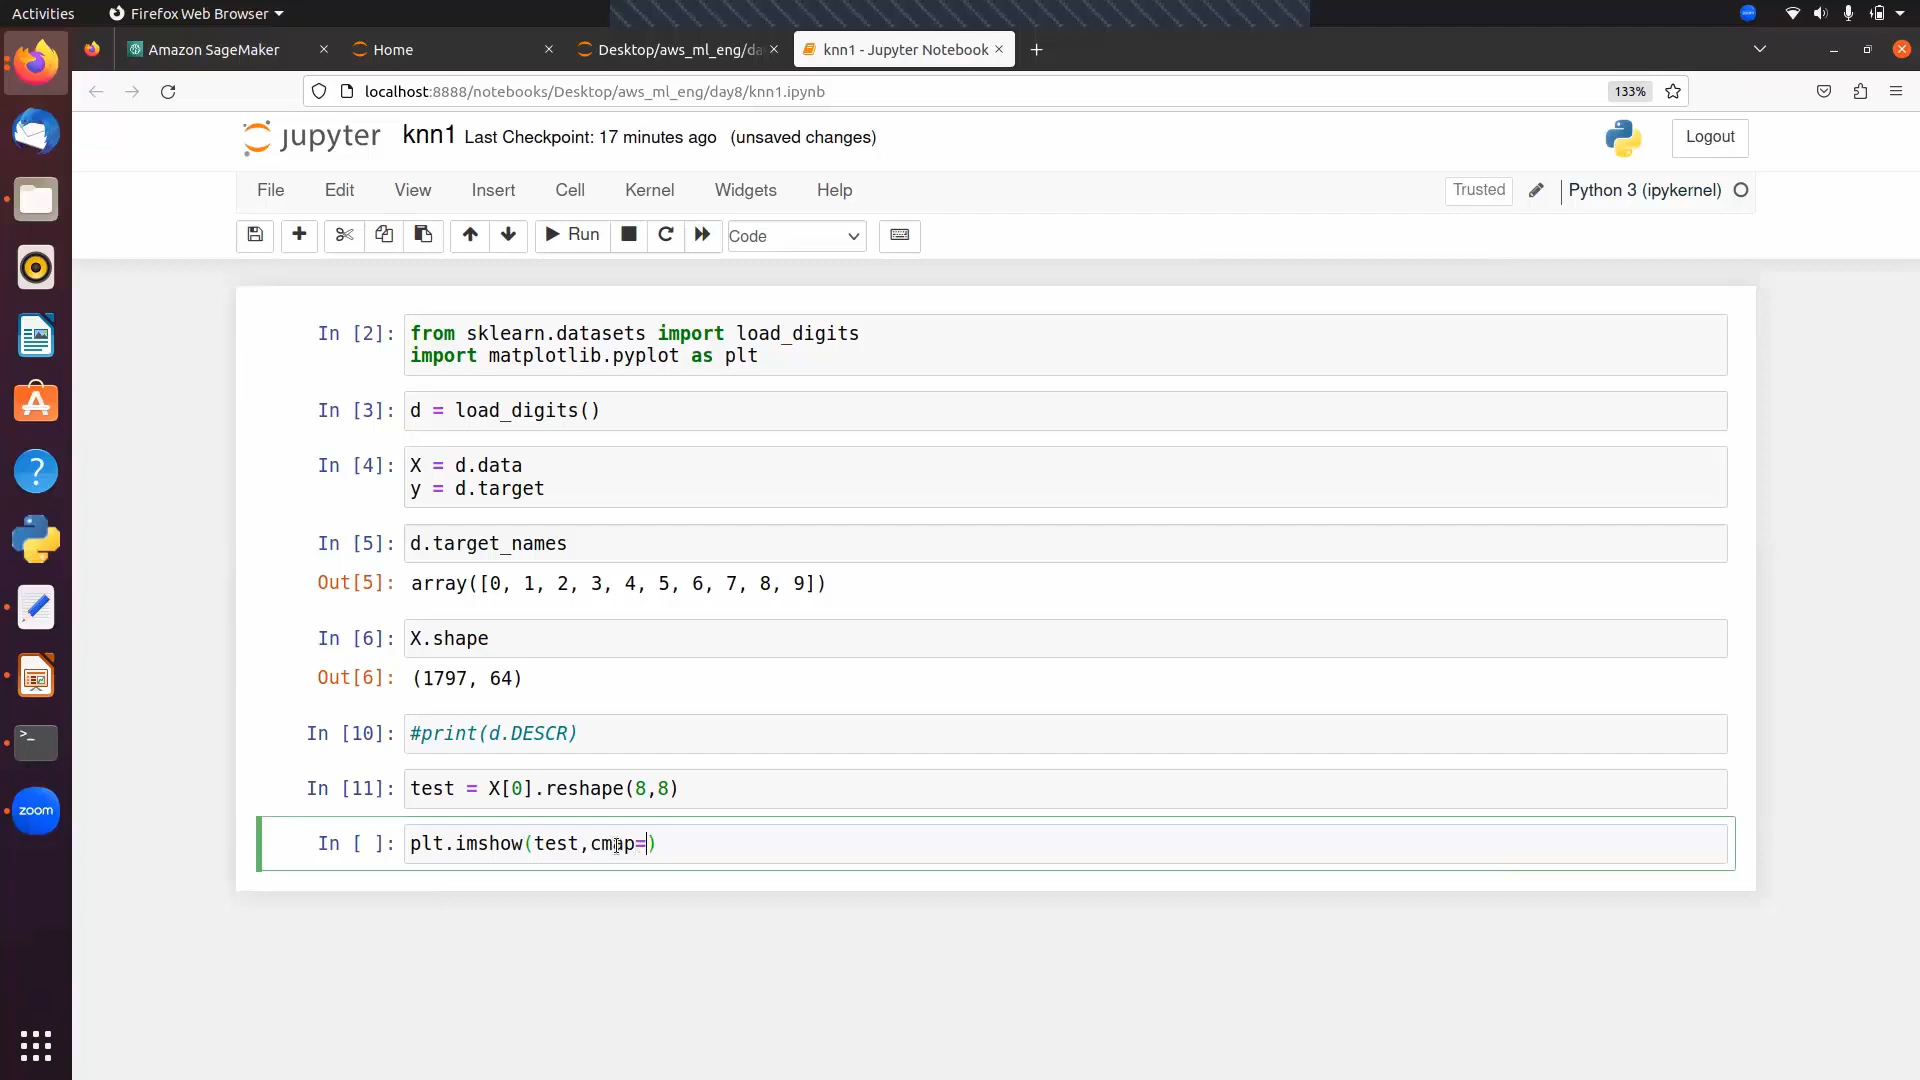 Activities Firefox Web Browser
Amazon SageMaker Home Desktop/aws_ml_eng/da knn1 - Jupyter Notebook
localhost:8888/notebooks/Desktop/aws_ml_eng/day8/knn1.ipynb 133%
jupyter knn1 Last Checkpoint: 17 minutes ago (unsaved changes) Logout
File Edit View Insert Cell Kernel Widgets Help Trusted Python 3 (ipykernel)
Run Code
In [2]: from sklearn.datasets import load_digits
import matplotlib.pyplot as plt
In [3]: d = load_digits()
In [4]: X = d.data
y = d.target
In [5]: d.target_names
Out[5]: array([0, 1, 2, 3, 4, 5, 6, 7, 8, 9])
In [6]: X.shape
Out[6]: (1797, 64)
In [10]: #print(d.DESCR)
In [11]: test = X[0].reshape(8,8)
In [ ]: plt.imshow(test,cmap=)
zoom